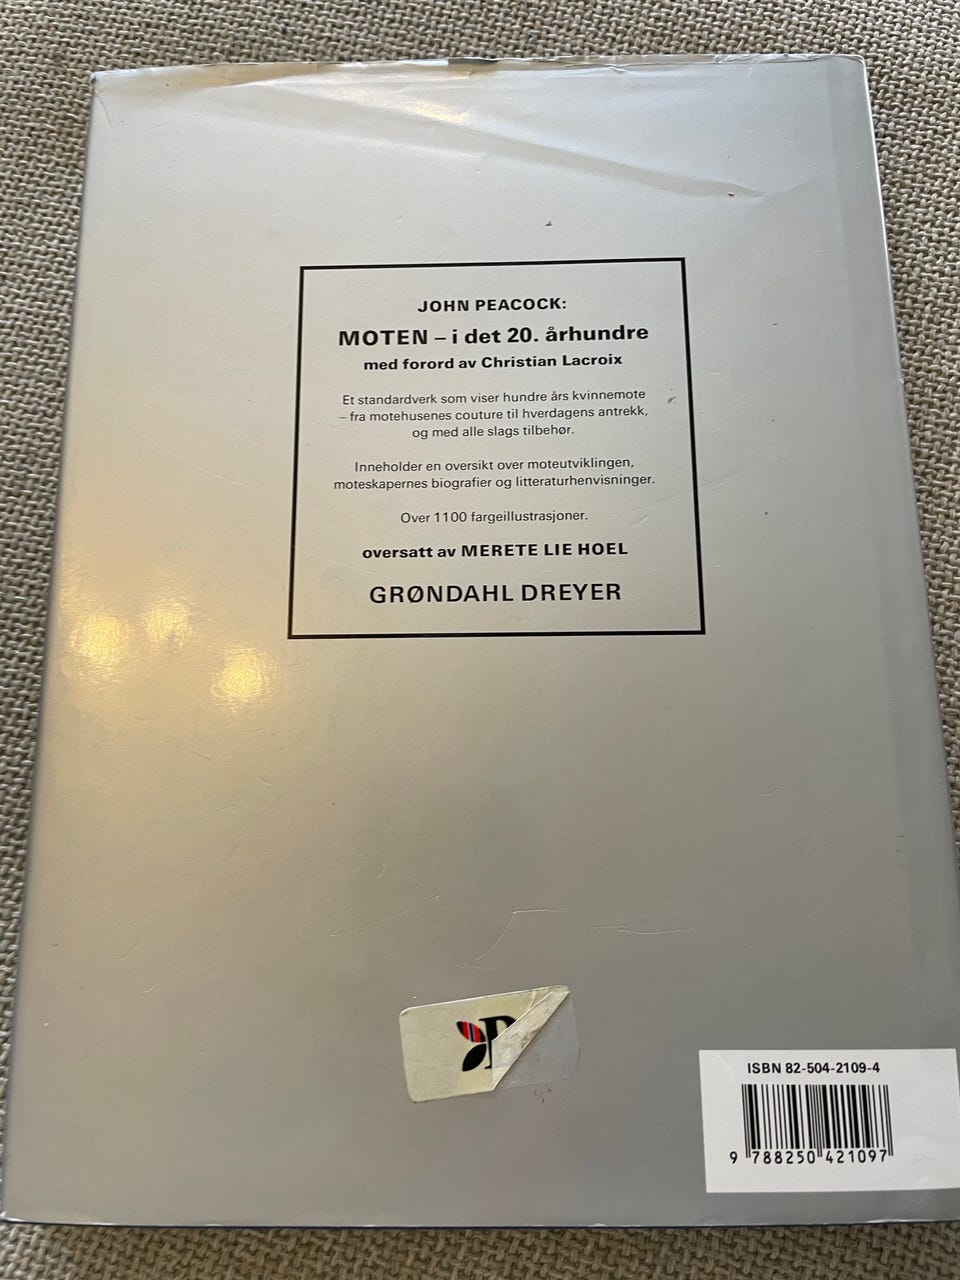 JOHN PEACOCK:
MOTEN – i det 20. århundre
med forord av Christian Lacroix
Et standardverk som viser hundre års kvinnemote
– fra motehusenes couture til hverdagens antrekk,
og med alle slags tilbehør.
Inneholder en oversikt over moteutviklingen,
moteskapernes biografier og litteraturhenvisninger.
Over 1100 fargeillustrasjoner.
oversatt av MERETE LIE HOEL
GRØNDAHL DREYER
ISBN 82-504-2109-4
9 788250 421097